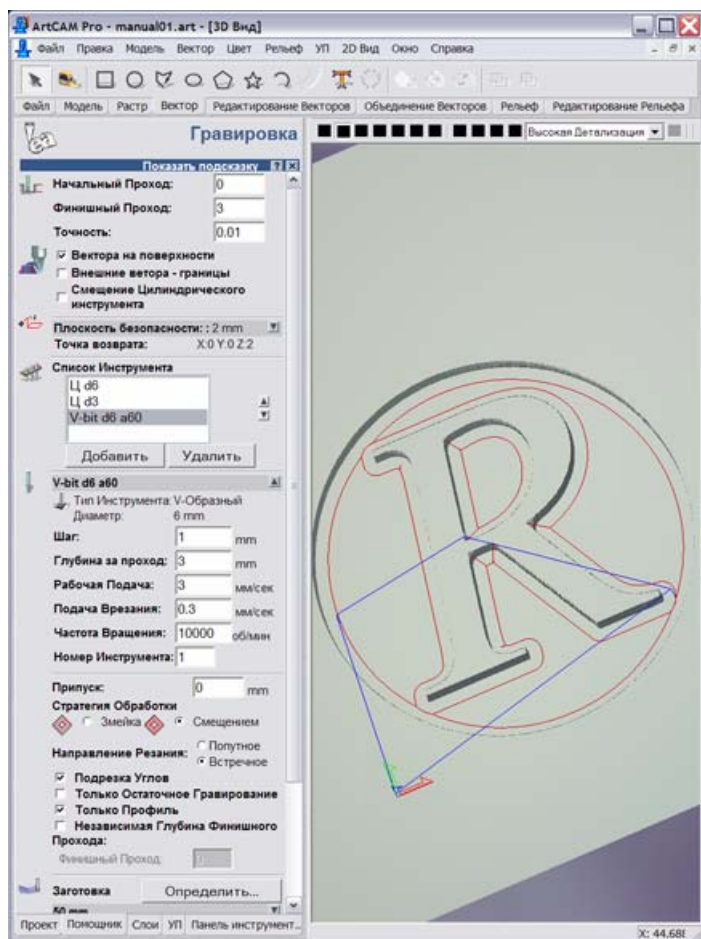 ArtCAM Pro - manual01.art - [3D Вид]
Файл Правка Модель Вектор Цвет Рельеф УП 2D Вид Окно Справка
Файл Модель Растр Вектор Редактирование Векторов Объединение Векторов Рельеф Редактирование Рельефа
Гравировка
Высокая Детализация
Показать подсказку
Начальный Проход: 0
Финишный Проход: 3
Точность: 0.01
Вектора на поверхности
Внешние ветора - границы
Смещение Цилиндрического
инструмента
Плоскость безопасности: : 2 mm
Точка возврата: X:0 Y:0 Z:2
Список Инструмента
Ц d6
Ц d3
V-bit d6 a60
Добавить Удалить
V-bit d6 a60
Тип Инструмента: V-Образный
Диаметр: 6 mm
Шаг: 1 mm
Глубина за проход: 3 mm
Рабочая Подача: 3 мм/сек
Подача Врезания: 0.3 мм/сек
Частота Вращения: 10000 об/мин
Номер Инструмента: 1
Припуск: 0 mm
Стратегия Обработки
Змейка Смещением
Направление Резания: Попутное
Встречное
Подрезка Углов
Только Остаточное Гравирование
Только Профиль
Независимая Глубина Финишного
Прохода:
Финишный Проход:
Заготовка Определить...
50 mm
Проект Помощник Слои УП Панель инструмент...
X: 44.68
R